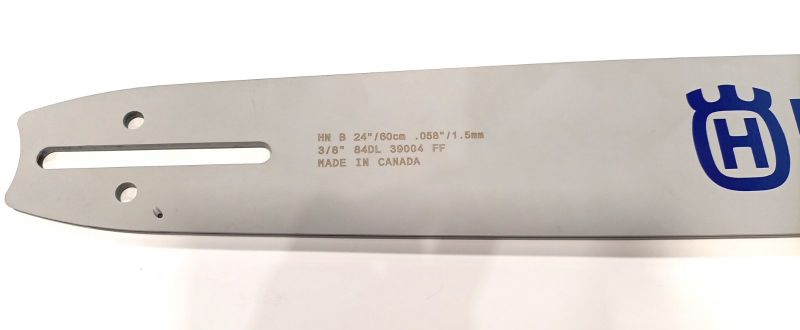 HN B 24"/60cm .058"/1.5mm
3/8" 84DL 39004 FF
MADE IN CANADA
H